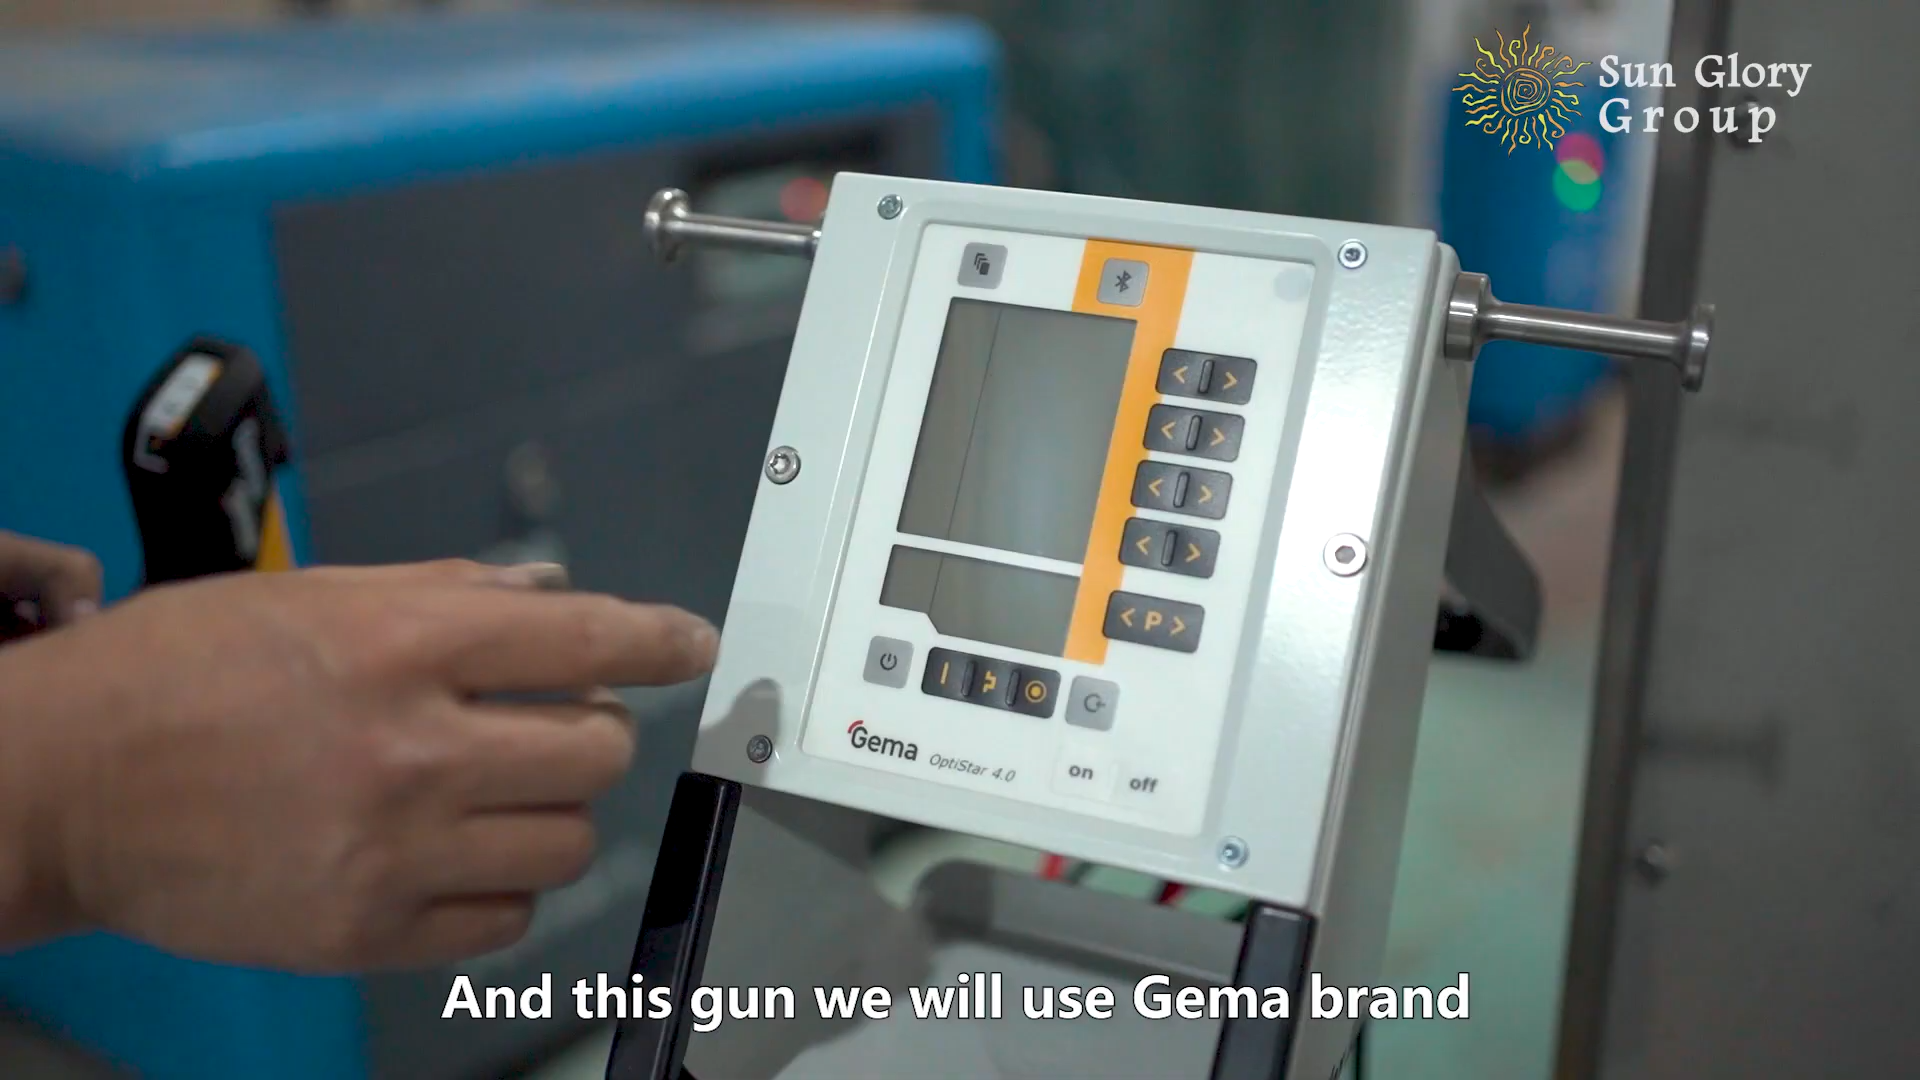 Sun Glory
Group
< >
< >
< >
< >
< P >
Gema OptiStar 4.0
on off
And this gun we will use Gema brand